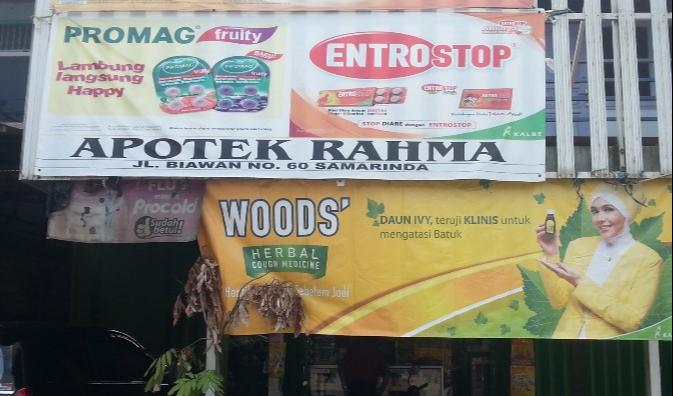 PROMAG fruity
Lambung
langsung
Happy
ENTROSTOP
STOP DIARE dengan ENTROSTOP
KALBE
APOTEK RAHMA
JL. BIAWAN NO. 60 SAMARINDA
FLU
Procold
Sudah
betul!
WOODS'
HERBAL
COUGH MEDICINE
DAUN IVY, teruji KLINIS untuk
mengatasi Batuk